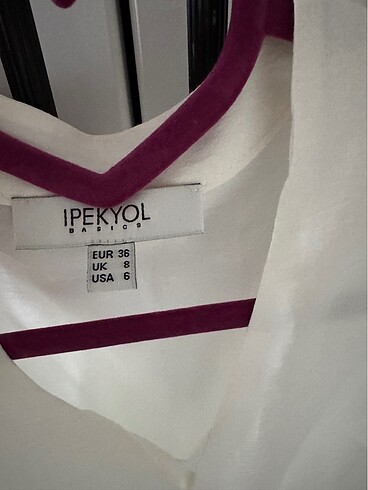 IPEKYOL
BASICS
EUR 36
UK 8
USA 6